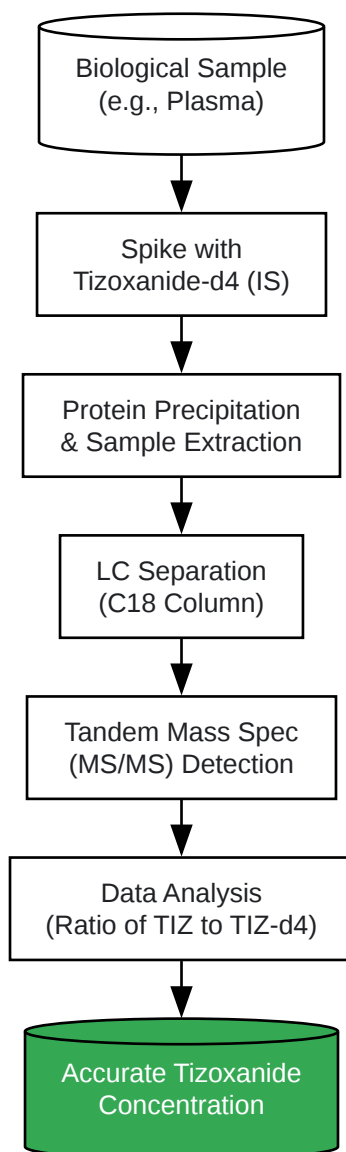 Biological Sample
(e.g., Plasma)
Spike with
Tizoxanide-d4 (IS)
Protein Precipitation
& Sample Extraction
LC Separation
(C18 Column)
Tandem Mass Spec
(MS/MS) Detection
Data Analysis
(Ratio of TIZ to TIZ-d4)
Accurate Tizoxanide
Concentration